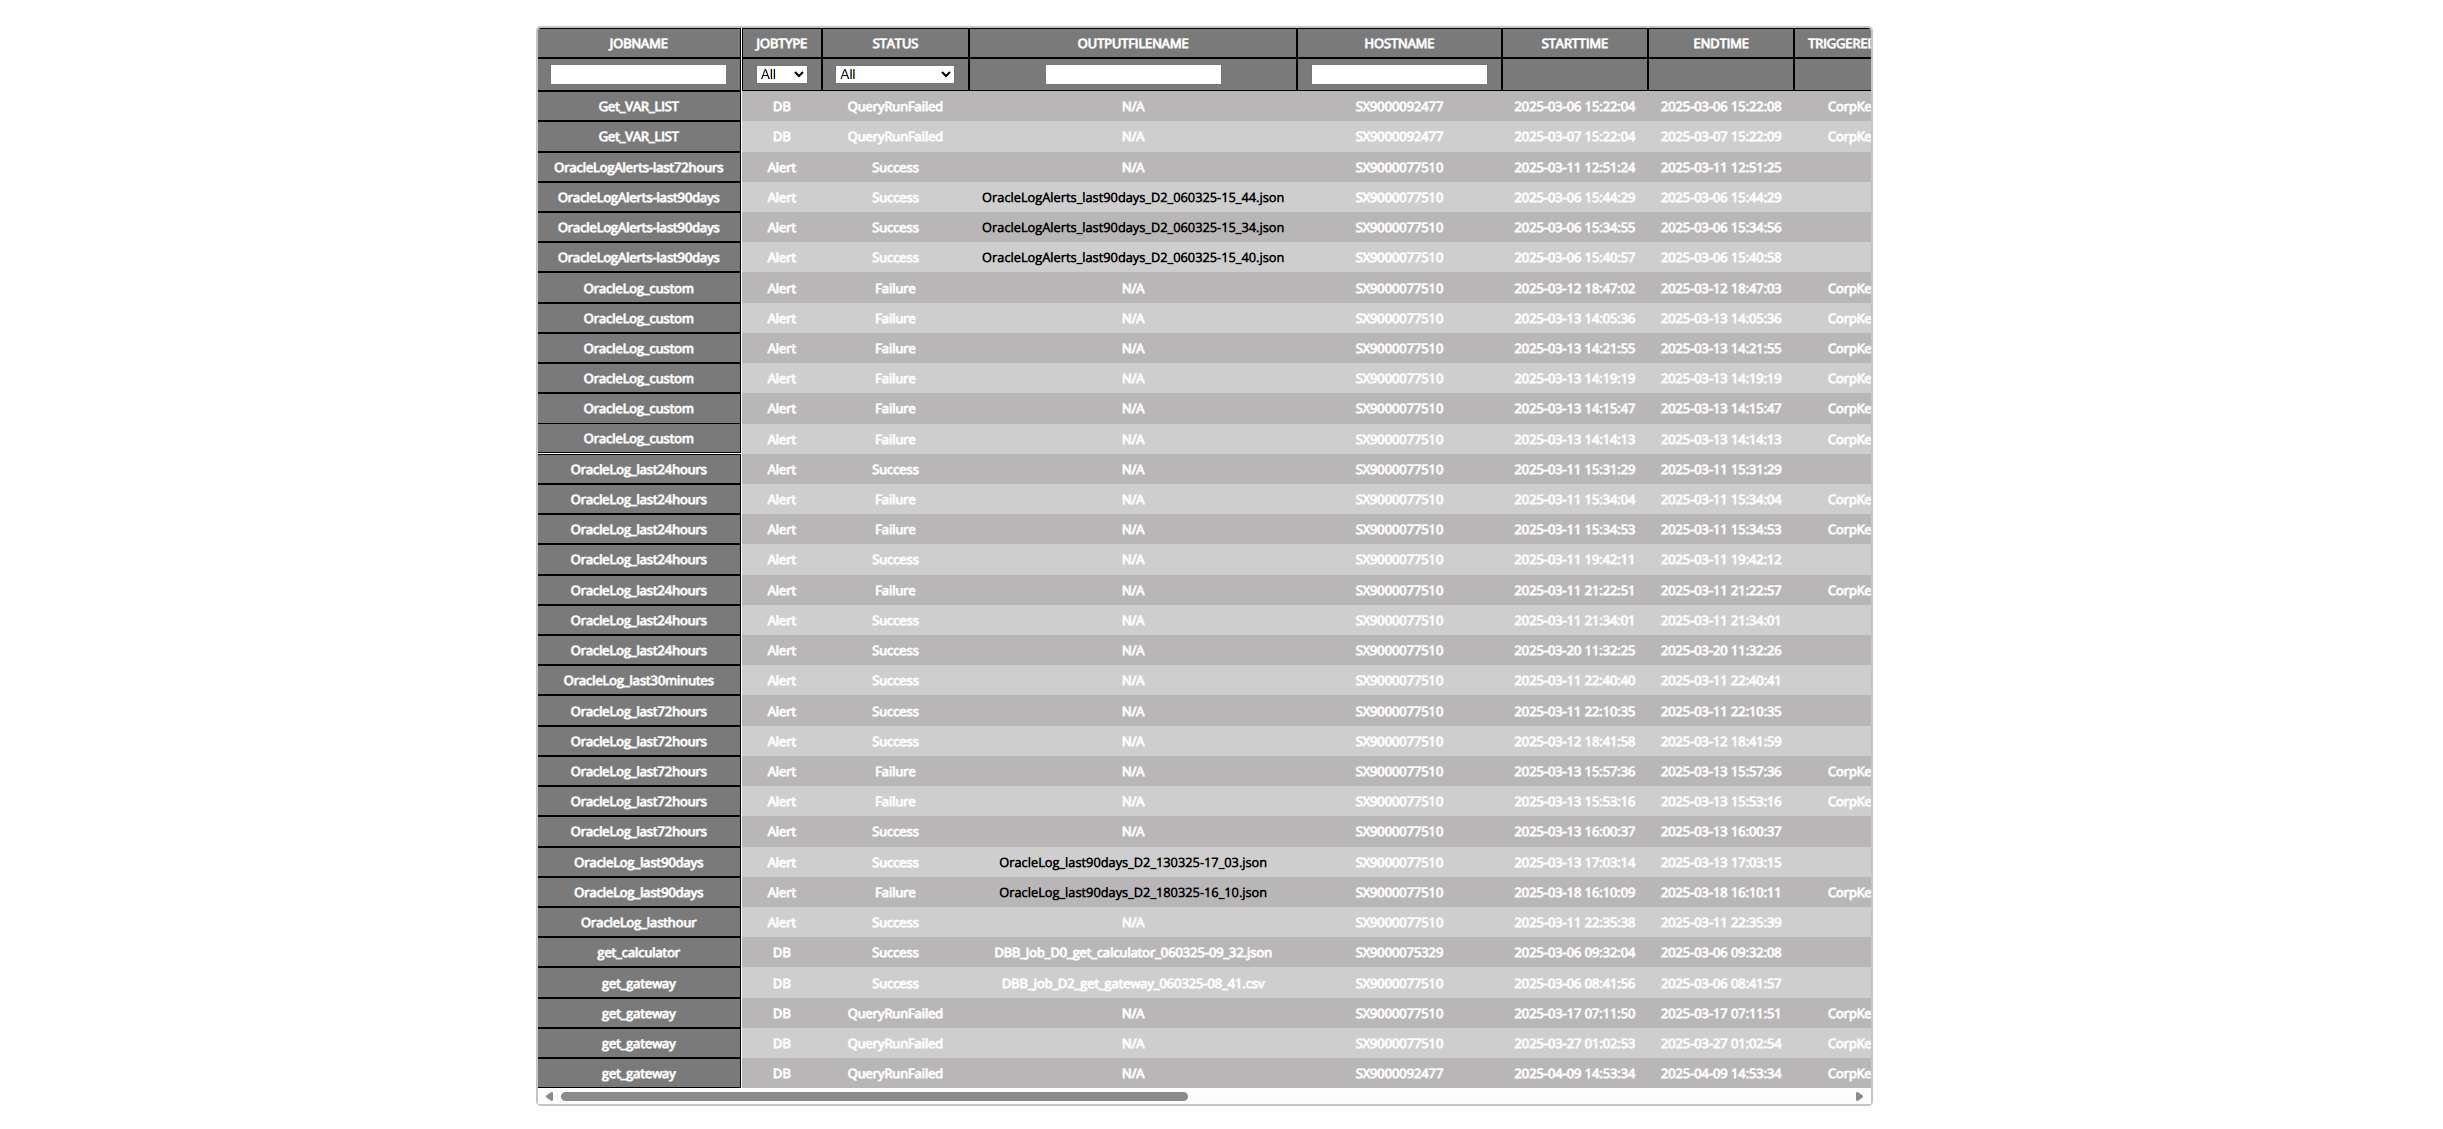 JOBNAME JOBTYPE STATUS OUTPUTFILENAME HOSTNAME STARTTIME ENDTIME TRIGGERED
All All
Get_VAR_LIST DB QueryRunFailed N/A SX9000092477 2025-03-06 15:22:04 2025-03-06 15:22:08 CorpKe
Get_VAR_LIST DB QueryRunFailed N/A SX9000092477 2025-03-07 15:22:04 2025-03-07 15:22:09 CorpKe
OracleLogAlerts-last72hours Alert Success N/A SX9000077510 2025-03-11 12:51:24 2025-03-11 12:51:25
OracleLogAlerts-last90days Alert Success OracleLogAlerts_last90days_D2_060325-15_44.json SX9000077510 2025-03-06 15:44:29 2025-03-06 15:44:29
OracleLogAlerts-last90days Alert Success OracleLogAlerts_last90days_D2_060325-15_34.json SX9000077510 2025-03-06 15:34:55 2025-03-06 15:34:56
OracleLogAlerts-last90days Alert Success OracleLogAlerts_last90days_D2_060325-15_40.json SX9000077510 2025-03-06 15:40:57 2025-03-06 15:40:58
OracleLog_custom Alert Failure N/A SX9000077510 2025-03-12 18:47:02 2025-03-12 18:47:03 CorpKe
OracleLog_custom Alert Failure N/A SX9000077510 2025-03-13 14:05:36 2025-03-13 14:05:36 CorpKe
OracleLog_custom Alert Failure N/A SX9000077510 2025-03-13 14:21:55 2025-03-13 14:21:55 CorpKe
OracleLog_custom Alert Failure N/A SX9000077510 2025-03-13 14:19:19 2025-03-13 14:19:19 CorpKe
OracleLog_custom Alert Failure N/A SX9000077510 2025-03-13 14:15:47 2025-03-13 14:15:47 CorpKe
OracleLog_custom Alert Failure N/A SX9000077510 2025-03-13 14:14:13 2025-03-13 14:14:13 CorpKe
OracleLog_last24hours Alert Success N/A SX9000077510 2025-03-11 15:31:29 2025-03-11 15:31:29
OracleLog_last24hours Alert Failure N/A SX9000077510 2025-03-11 15:34:04 2025-03-11 15:34:04 CorpKe
OracleLog_last24hours Alert Failure N/A SX9000077510 2025-03-11 15:34:53 2025-03-11 15:34:53 CorpKe
OracleLog_last24hours Alert Success N/A SX9000077510 2025-03-11 19:42:11 2025-03-11 19:42:12
OracleLog_last24hours Alert Failure N/A SX9000077510 2025-03-11 21:22:51 2025-03-11 21:22:57 CorpKe
OracleLog_last24hours Alert Success N/A SX9000077510 2025-03-11 21:34:01 2025-03-11 21:34:01
OracleLog_last24hours Alert Success N/A SX9000077510 2025-03-20 11:32:25 2025-03-20 11:32:26
OracleLog_last30minutes Alert Success N/A SX9000077510 2025-03-11 22:40:40 2025-03-11 22:40:41
OracleLog_last72hours Alert Success N/A SX9000077510 2025-03-11 22:10:35 2025-03-11 22:10:35
OracleLog_last72hours Alert Success N/A SX9000077510 2025-03-12 18:41:58 2025-03-12 18:41:59
OracleLog_last72hours Alert Failure N/A SX9000077510 2025-03-13 15:57:36 2025-03-13 15:57:36 CorpKe
OracleLog_last72hours Alert Failure N/A SX9000077510 2025-03-13 15:53:16 2025-03-13 15:53:16 CorpKe
OracleLog_last72hours Alert Success N/A SX9000077510 2025-03-13 16:00:37 2025-03-13 16:00:37
OracleLog_last90days Alert Success OracleLog_last90days_D2_130325-17_03.json SX9000077510 2025-03-13 17:03:14 2025-03-13 17:03:15
OracleLog_last90days Alert Failure OracleLog_last90days_D2_180325-16_10.json SX9000077510 2025-03-18 16:10:09 2025-03-18 16:10:11 CorpKe
OracleLog_lasthour Alert Success N/A SX9000077510 2025-03-11 22:35:38 2025-03-11 22:35:39
get_calculator DB Success DBB_Job_D0_get_calculator_060325-09_32.json SX9000075329 2025-03-06 09:32:04 2025-03-06 09:32:08
get_gateway DB Success DBB_Job_D2_get_gateway_060325-08_41.csv SX9000077510 2025-03-06 08:41:56 2025-03-06 08:41:57
get_gateway DB QueryRunFailed N/A SX9000077510 2025-03-17 07:11:50 2025-03-17 07:11:51 CorpKe
get_gateway DB QueryRunFailed N/A SX9000077510 2025-03-27 01:02:53 2025-03-27 01:02:54 CorpKe
get_gateway DB QueryRunFailed N/A SX9000092477 2025-04-09 14:53:34 2025-04-09 14:53:34 CorpKe